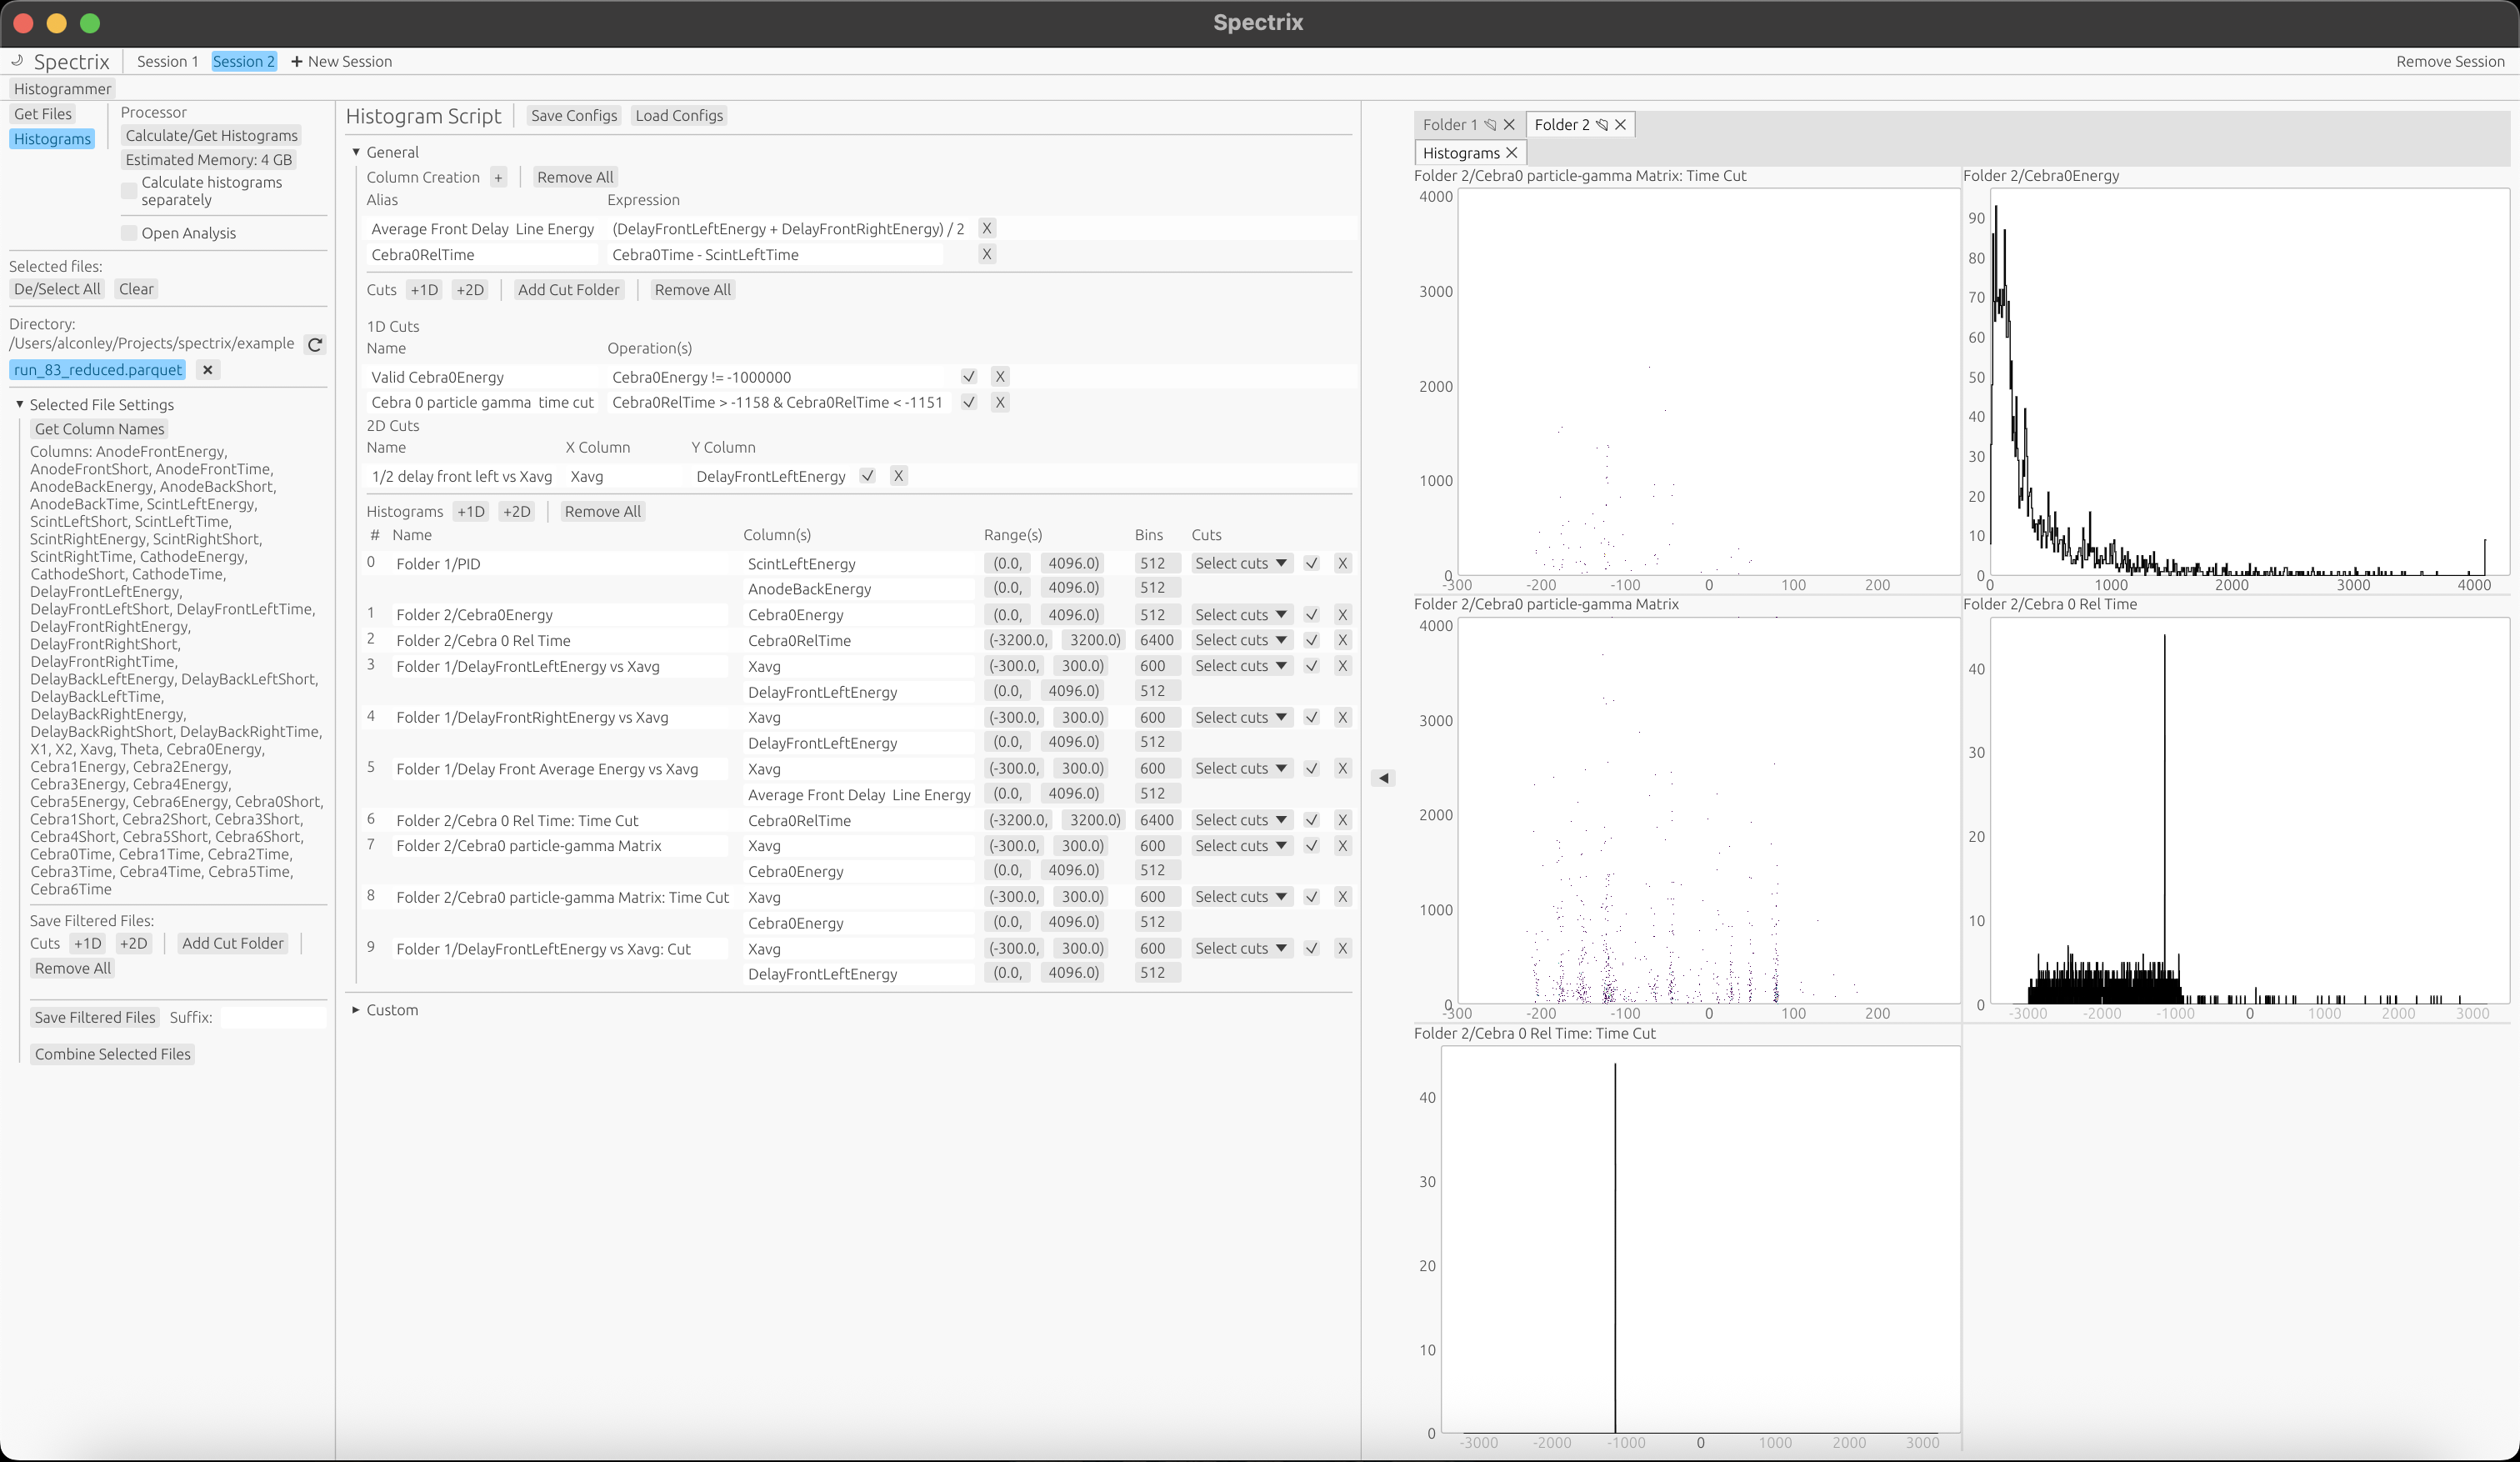 Spectrix
Spectrix Session 1 Session 2 + New Session Remove Session
Histogrammer
Get Files
Histograms
Processor
Calculate/Get Histograms
Estimated Memory: 4 GB
Calculate histograms
separately
Open Analysis
Selected files:
De/Select All Clear
Directory:
/Users/alconley/Projects/spectrix/example
run_83_reduced.parquet
Selected File Settings
Get Column Names
Columns: AnodeFrontEnergy,
AnodeFrontShort, AnodeFrontTime,
AnodeBackEnergy, AnodeBackShort,
AnodeBackTime, ScintLeftEnergy,
ScintLeftShort, ScintLeftTime,
ScintRightEnergy, ScintRightShort,
ScintRightTime, CathodeEnergy,
CathodeShort, CathodeTime,
DelayFrontLeftEnergy,
DelayFrontLeftShort, DelayFrontLeftTime,
DelayFrontRightEnergy,
DelayFrontRightShort,
DelayFrontRightTime,
DelayBackLeftEnergy, DelayBackLeftShort,
DelayBackLeftTime,
DelayBackRightEnergy,
DelayBackRightShort, DelayBackRightTime,
X1, X2, Xavg, Theta, Cebra0Energy,
Cebra1Energy, Cebra2Energy,
Cebra3Energy, Cebra4Energy,
Cebra5Energy, Cebra6Energy, Cebra0Short,
Cebra1Short, Cebra2Short, Cebra3Short,
Cebra4Short, Cebra5Short, Cebra6Short,
Cebra0Time, Cebra1Time, Cebra2Time,
Cebra3Time, Cebra4Time, Cebra5Time,
Cebra6Time
Save Filtered Files:
Cuts +1D +2D Add Cut Folder
Remove All
Save Filtered Files Suffix:
Combine Selected Files
Histogram Script Save Configs Load Configs
General
Column Creation + Remove All
Alias Expression
Average Front Delay Line Energy (DelayFrontLeftEnergy + DelayFrontRightEnergy) / 2 X
Cebra0RelTime Cebra0Time - ScintLeftTime X
Cuts +1D +2D Add Cut Folder Remove All
1D Cuts
Name Operation(s)
Valid Cebra0Energy Cebra0Energy != -1000000 X
Cebra 0 particle gamma time cut Cebra0RelTime > -1158 & Cebra0RelTime < -1151 X
2D Cuts
Name X Column Y Column
1/2 delay front left vs Xavg Xavg DelayFrontLeftEnergy X
Histograms +1D +2D Remove All
# Name Column(s) Range(s) Bins Cuts
0 Folder 1/PID ScintLeftEnergy (0.0, 4096.0) 512 Select cuts X
AnodeBackEnergy (0.0, 4096.0) 512
1 Folder 2/Cebra0Energy Cebra0Energy (0.0, 4096.0) 512 Select cuts X
2 Folder 2/Cebra 0 Rel Time Cebra0RelTime (-3200.0, 3200.0) 6400 Select cuts X
3 Folder 1/DelayFrontLeftEnergy vs Xavg Xavg (-300.0, 300.0) 600 Select cuts X
DelayFrontLeftEnergy (0.0, 4096.0) 512
4 Folder 1/DelayFrontRightEnergy vs Xavg Xavg (-300.0, 300.0) 600 Select cuts X
DelayFrontLeftEnergy (0.0, 4096.0) 512
5 Folder 1/Delay Front Average Energy vs Xavg Xavg (-300.0, 300.0) 600 Select cuts X
Average Front Delay Line Energy (0.0, 4096.0) 512
6 Folder 2/Cebra 0 Rel Time: Time Cut Cebra0RelTime (-3200.0, 3200.0) 6400 Select cuts X
7 Folder 2/Cebra0 particle-gamma Matrix Xavg (-300.0, 300.0) 600 Select cuts X
Cebra0Energy (0.0, 4096.0) 512
8 Folder 2/Cebra0 particle-gamma Matrix: Time Cut Xavg (-300.0, 300.0) 600 Select cuts X
Cebra0Energy (0.0, 4096.0) 512
9 Folder 1/DelayFrontLeftEnergy vs Xavg: Cut Xavg (-300.0, 300.0) 600 Select cuts X
DelayFrontLeftEnergy (0.0, 4096.0) 512
Custom
Folder 1 Folder 2
Histograms
Folder 2/Cebra0 particle-gamma Matrix: Time Cut
4000
3000
2000
1000
0
-300 -200 -100 0 100 200
Folder 2/Cebra0Energy
90
80
70
60
50
40
30
20
10
0
0 1000 2000 3000 4000
Folder 2/Cebra0 particle-gamma Matrix
4000
3000
2000
1000
0
-300 -200 -100 0 100 200
Folder 2/Cebra 0 Rel Time
40
30
20
10
0
-3000 -2000 -1000 0 1000 2000 3000
Folder 2/Cebra 0 Rel Time: Time Cut
40
30
20
10
0
-3000 -2000 -1000 0 1000 2000 3000